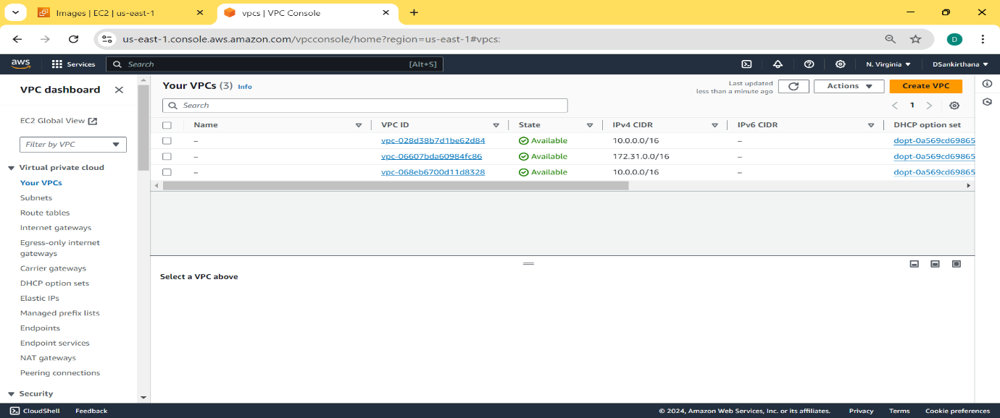 Images | EC2 | us-east-1
vpcs | VPC Console
us-east-1.console.aws.amazon.com/vpcconsole/home?region=us-east-1#vpcs:
D
aws
Services
Search
[Alt+S]
N. Virginia
DSankirthana
VPC dashboard
EC2 Global View
Filter by VPC
Virtual private cloud
Your VPCs
Subnets
Route tables
Internet gateways
Egress-only internet
gateways
Carrier gateways
DHCP option sets
Elastic IPs
Managed prefix lists
Endpoints
Endpoint services
NAT gateways
Peering connections
Security
Your VPCs (3) Info
Last updated
less than a minute ago
Actions
Create VPC
Search
1
Name VPC ID State IPv4 CIDR IPv6 CIDR DHCP option set
– vpc-028d38b7d1be62d84 Available 10.0.0.0/16 – dopt-0a569cd69865
– vpc-06607bda60984fc86 Available 172.31.0.0/16 – dopt-0a569cd69865
– vpc-068eb6700d11d8328 Available 10.0.0.0/16 – dopt-0a569cd69865
Select a VPC above
CloudShell Feedback © 2024, Amazon Web Services, Inc. or its affiliates. Privacy Terms Cookie preferences